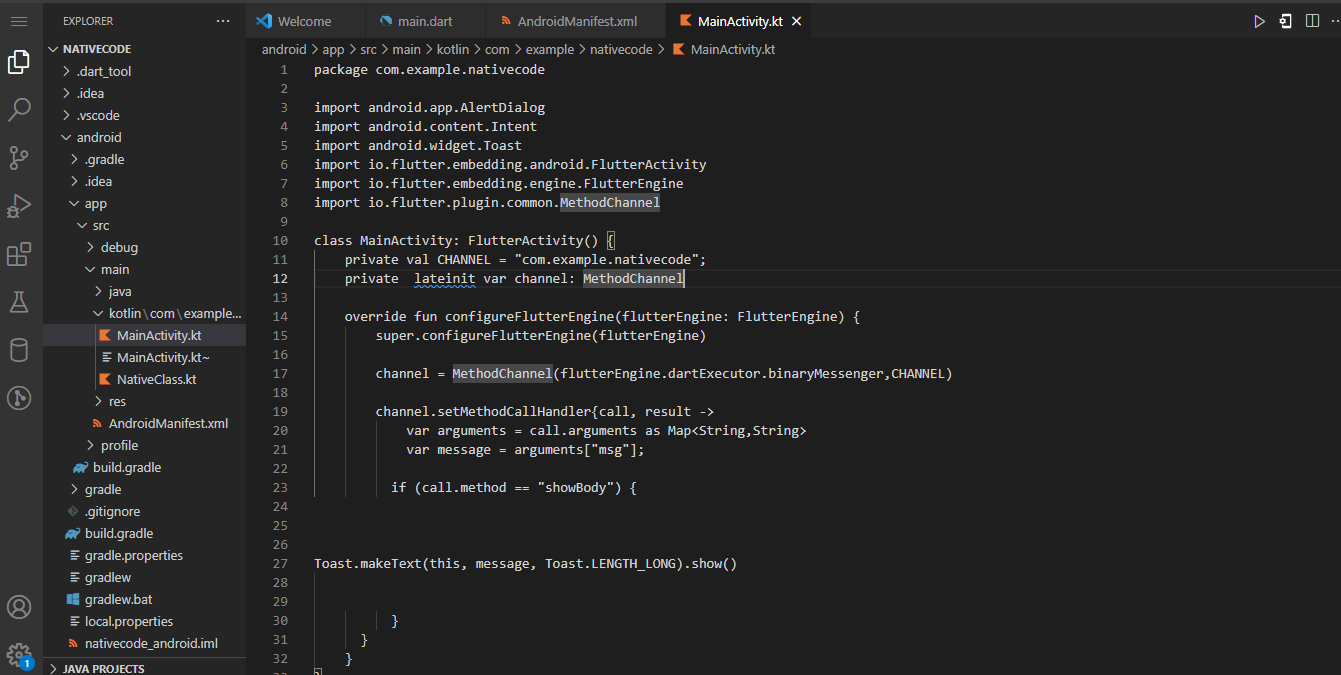 EXPLORER ···
NATIVECODE
.dart_tool
.idea
.vscode
android
.gradle
.idea
app
src
debug
main
java
kotlin\com\example...
MainActivity.kt
MainActivity.kt~
NativeClass.kt
res
AndroidManifest.xml
profile
build.gradle
gradle
.gitignore
build.gradle
gradle.properties
gradlew
gradlew.bat
local.properties
nativecode_android.iml
JAVA PROJECTS
1
Welcome main.dart AndroidManifest.xml MainActivity.kt
android > app > src > main > kotlin > com > example > nativecode > MainActivity.kt
1 package com.example.nativecode
2
3 import android.app.AlertDialog
4 import android.content.Intent
5 import android.widget.Toast
6 import io.flutter.embedding.android.FlutterActivity
7 import io.flutter.embedding.engine.FlutterEngine
8 import io.flutter.plugin.common.MethodChannel
9
10 class MainActivity: FlutterActivity() {
11 private val CHANNEL = "com.example.nativecode";
12 private  lateinit var channel: MethodChannel
13
14 override fun configureFlutterEngine(flutterEngine: FlutterEngine) {
15 super.configureFlutterEngine(flutterEngine)
16
17 channel = MethodChannel(flutterEngine.dartExecutor.binaryMessenger,CHANNEL)
18
19 channel.setMethodCallHandler{call, result ->
20 var arguments = call.arguments as Map<String,String>
21 var message = arguments["msg"];
22
23 if (call.method == "showBody") {
24
25
26
27 Toast.makeText(this, message, Toast.LENGTH_LONG).show()
28
29
30 }
31 }
32 }